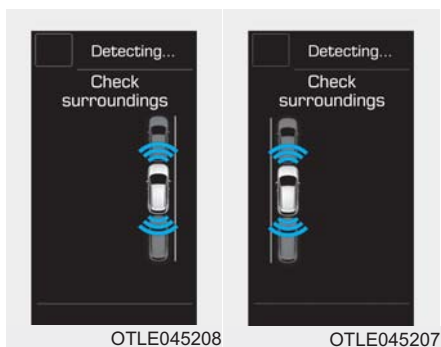 Detecting...
Check
surroundings
OTLE045208
Detecting...
Check
surroundings
OTLE045207